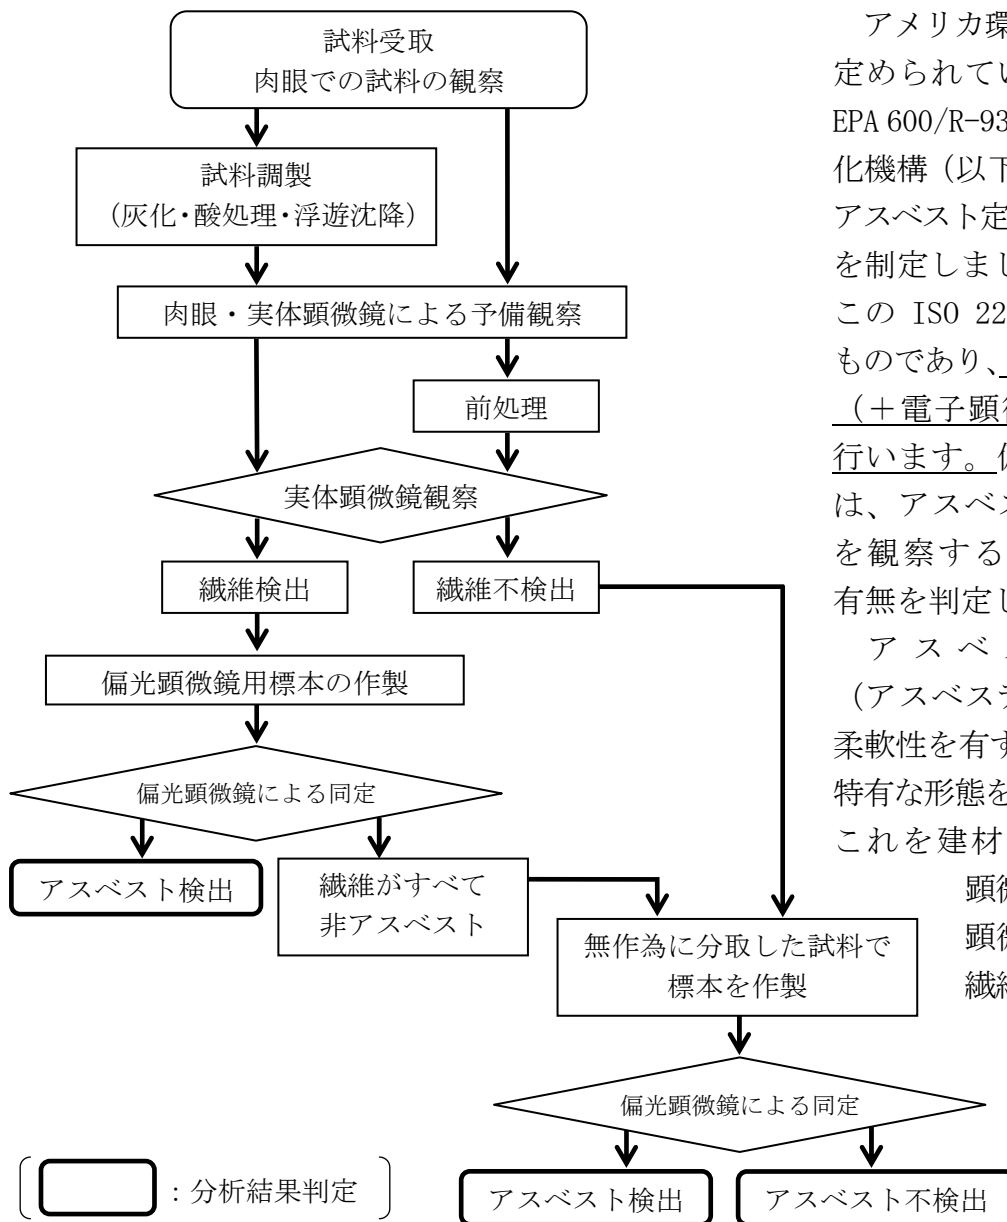 試料受取
肉眼での試料の観察
試料調製
（灰化・酸処理・浮遊沈降）
肉眼・実体顕微鏡による予備観察
前処理
実体顕微鏡観察
繊維検出
繊維不検出
偏光顕微鏡用標本の作製
偏光顕微鏡による同定
アスベスト検出
繊維がすべて
非アスベスト
無作為に分取した試料で
標本を作製
偏光顕微鏡による同定
アスベスト検出
アスベスト不検出
：分析結果判定
アメリカ環
定められてい
EPA 600/R-93
化機構（以下
アスベスト定
を制定しまし
この ISO 22
ものであり、
（＋電子顕微
行います。偏
は、アスベス
を観察する
有無を判定し
アスベ
（アスベステ
柔軟性を有す
特有な形態を
これを建材
顕微
顕微
繊維